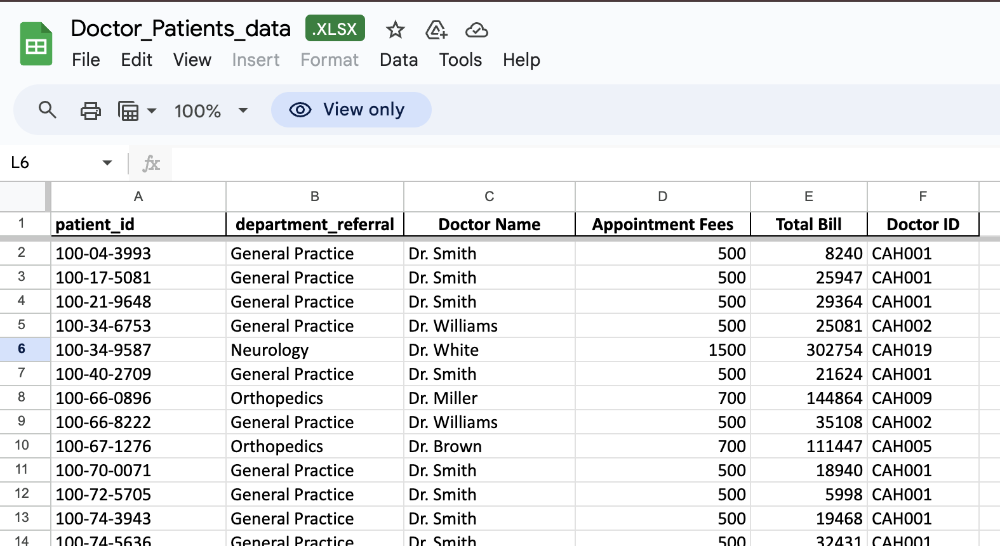 Doctor_Patients_data .XLSX
File Edit View Insert Format Data Tools Help
100% View only
L6 fx
A B C D E F
1 patient_id department_referral Doctor Name Appointment Fees Total Bill Doctor ID
2 100-04-3993 General Practice Dr. Smith 500 8240 CAH001
3 100-17-5081 General Practice Dr. Smith 500 25947 CAH001
4 100-21-9648 General Practice Dr. Smith 500 29364 CAH001
5 100-34-6753 General Practice Dr. Williams 500 25081 CAH002
6 100-34-9587 Neurology Dr. White 1500 302754 CAH019
7 100-40-2709 General Practice Dr. Smith 500 21624 CAH001
8 100-66-0896 Orthopedics Dr. Miller 700 144864 CAH009
9 100-66-8222 General Practice Dr. Williams 500 35108 CAH002
10 100-67-1276 Orthopedics Dr. Brown 700 111447 CAH005
11 100-70-0071 General Practice Dr. Smith 500 18940 CAH001
12 100-72-5705 General Practice Dr. Smith 500 5998 CAH001
13 100-74-3943 General Practice Dr. Smith 500 19468 CAH001
14 100-74-5636 General Practice Dr. Smith 500 32431 CAH001